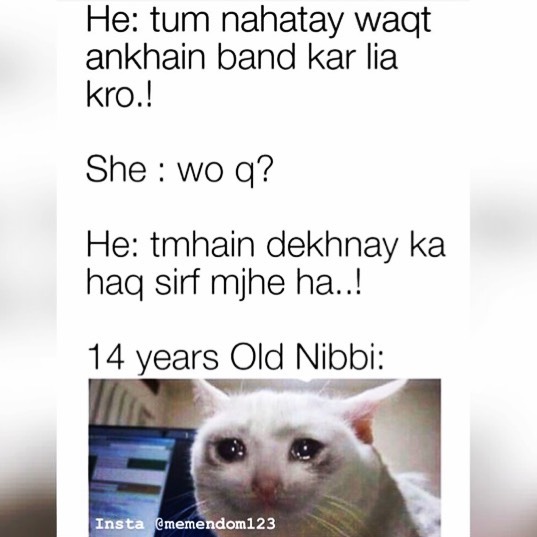 He: tum nahatay waqt
ankhain band kar lia
kro.!
She : wo q?
He: tmhain dekhnay ka
haq sirf mjhe ha..!
14 years Old Nibbi:
Insta @memendom123